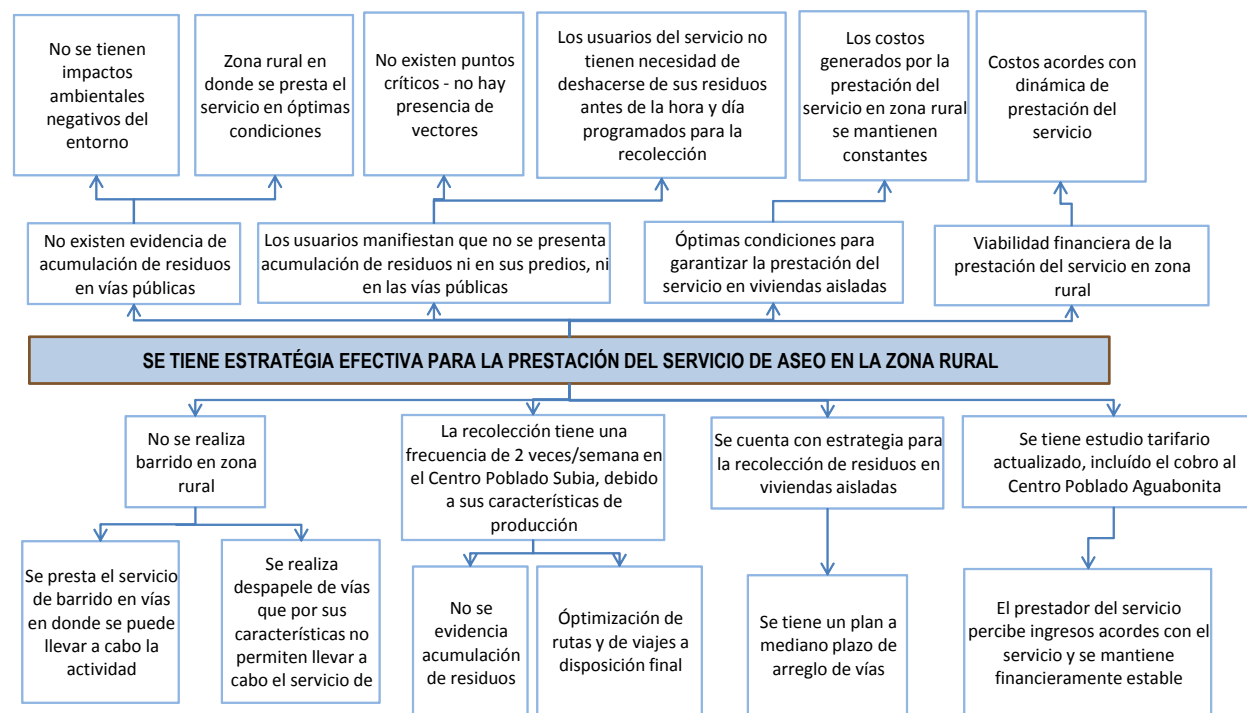 No se tienen
impactos
ambientales
negativos del
entorno
Zona rural en
donde se presta el
servicio en óptimas
condiciones
No existen puntos
críticos - no hay
presencia de
vectores
Los usuarios del servicio no
tienen necesidad de
deshacerse de sus residuos
antes de la hora y día
programados para la
recolección
Los costos
generados por la
prestación del
servicio en zona rural
se mantienen
constantes
Costos acordes con
dinámica de
prestación del
servicio
No existen evidencia de
acumulación de residuos
en vías públicas
Los usuarios manifiestan que no se presenta
acumulación de residuos ni en sus predios, ni
en las vías públicas
Óptimas condiciones para
garantizar la prestación del
servicio en viviendas aisladas
Viabilidad financiera de la
prestación del servicio en zona
rural
SE TIENE ESTRATÉGIA EFECTIVA PARA LA PRESTACIÓN DEL SERVICIO DE ASEO EN LA ZONA RURAL
No se realiza
barrido en zona
rural
La recolección tiene una
frecuencia de 2 veces/semana en
el Centro Poblado Subia, debido
a sus características de
producción
Se cuenta con estrategia para
la recolección de residuos en
viviendas aisladas
Se tiene estudio tarifario
actualizado, incluído el cobro al
Centro Poblado Aguabonita
Se presta el servicio
de barrido en vías
en donde se puede
llevar a cabo la
actividad
Se realiza
despapele de vías
que por sus
características no
permiten llevar a
cabo el servicio de
No se
evidencia
acumulación
de residuos
Óptimización de
rutas y de viajes a
disposición final
Se tiene un plan a
mediano plazo de
arreglo de vías
El prestador del servicio
percibe ingresos acordes con el
servicio y se mantiene
financieramente estable